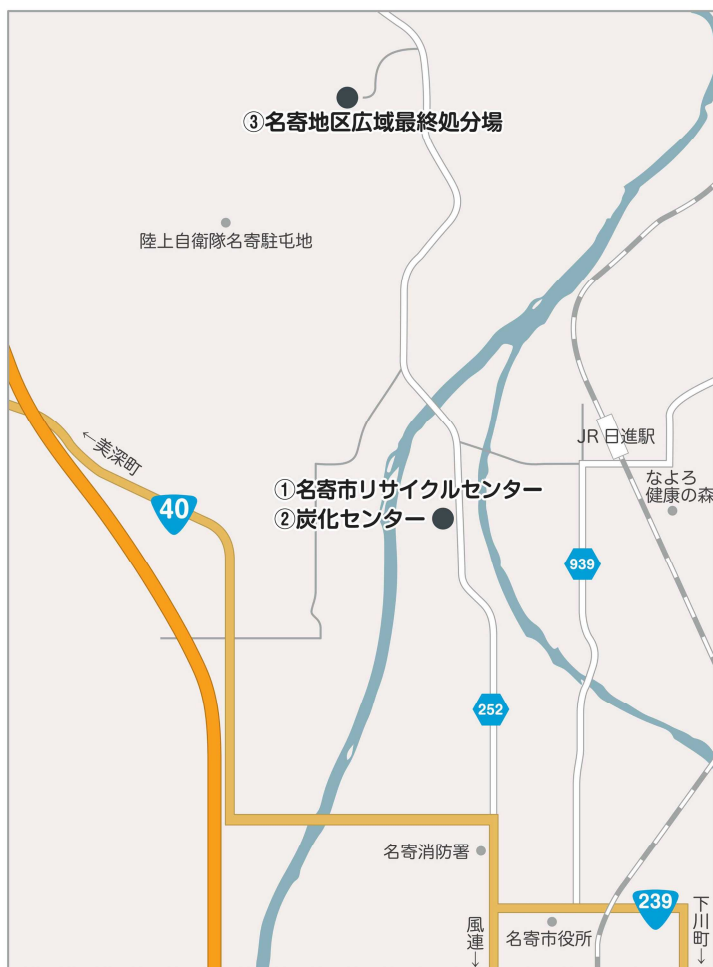 ③名寄地区広域最終処分場
陸上自衛隊名寄駐屯地
←美深町
40
JR 日進駅
なよろ
健康の森
①名寄市リサイクルセンター
②炭化センター
939
252
名寄消防署
239
下川町→
風連→
名寄市役所